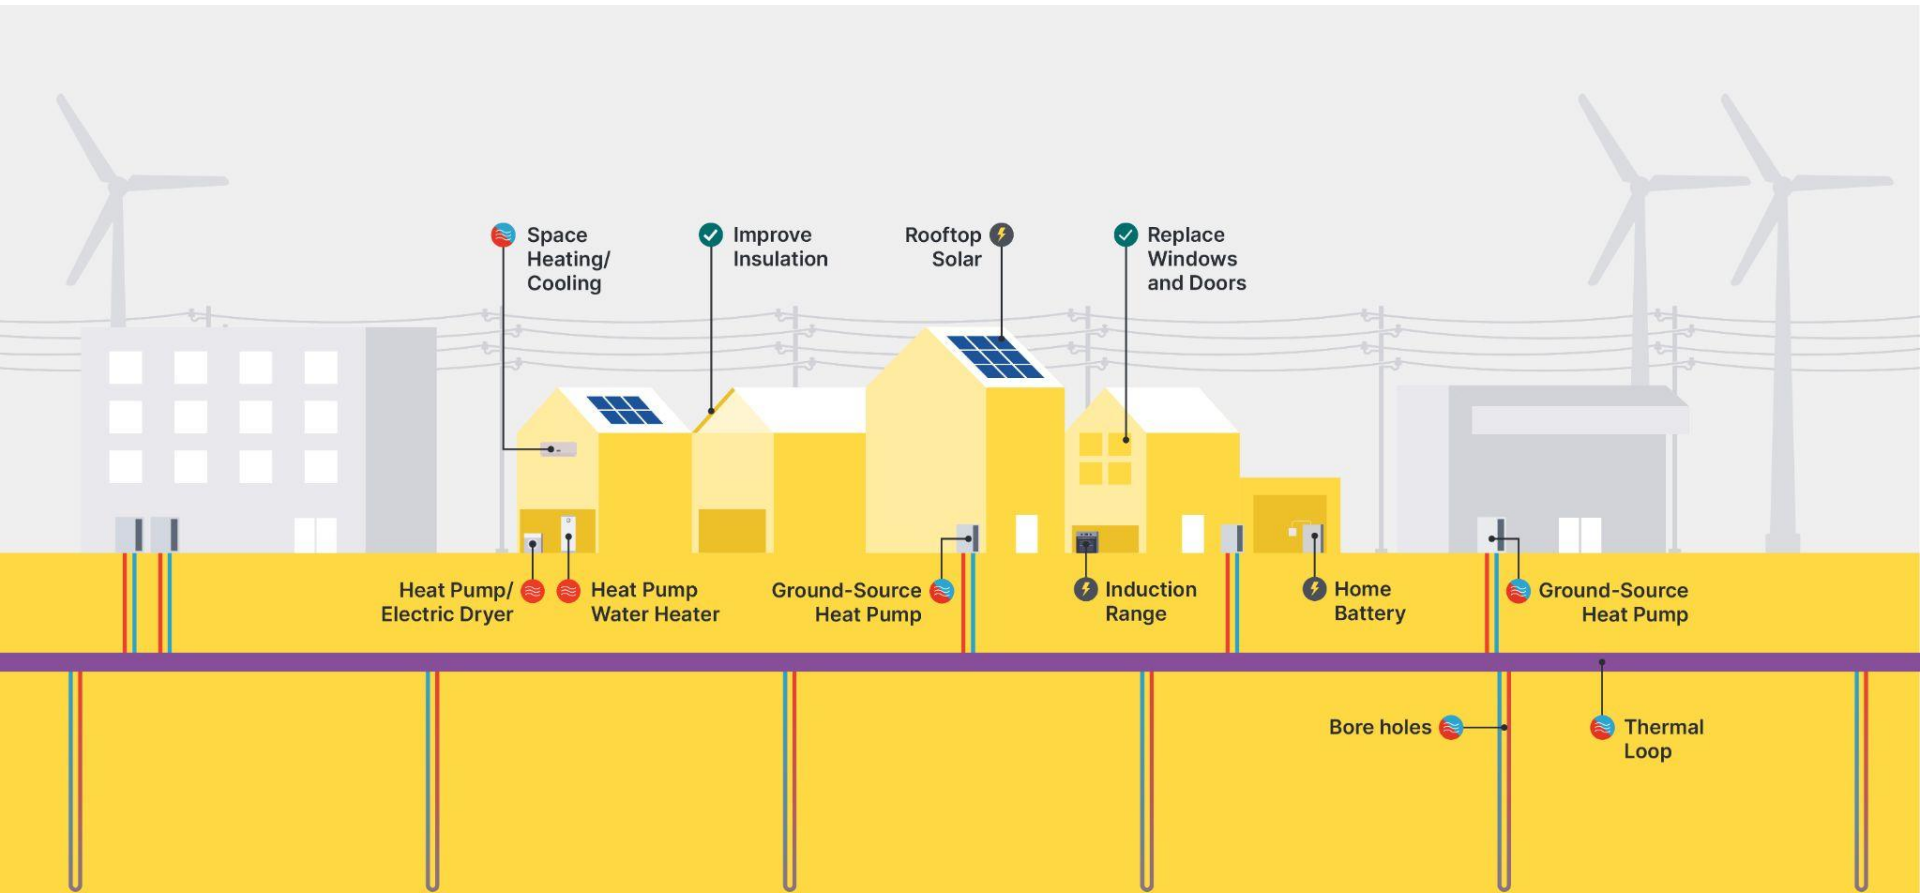 Space
Heating/
Cooling
Improve
Insulation
Rooftop
Solar
Replace
Windows
and Doors
Heat Pump/
Electric Dryer
Heat Pump
Water Heater
Ground-Source
Heat Pump
Induction
Range
Home
Battery
Ground-Source
Heat Pump
Bore holes
Thermal
Loop